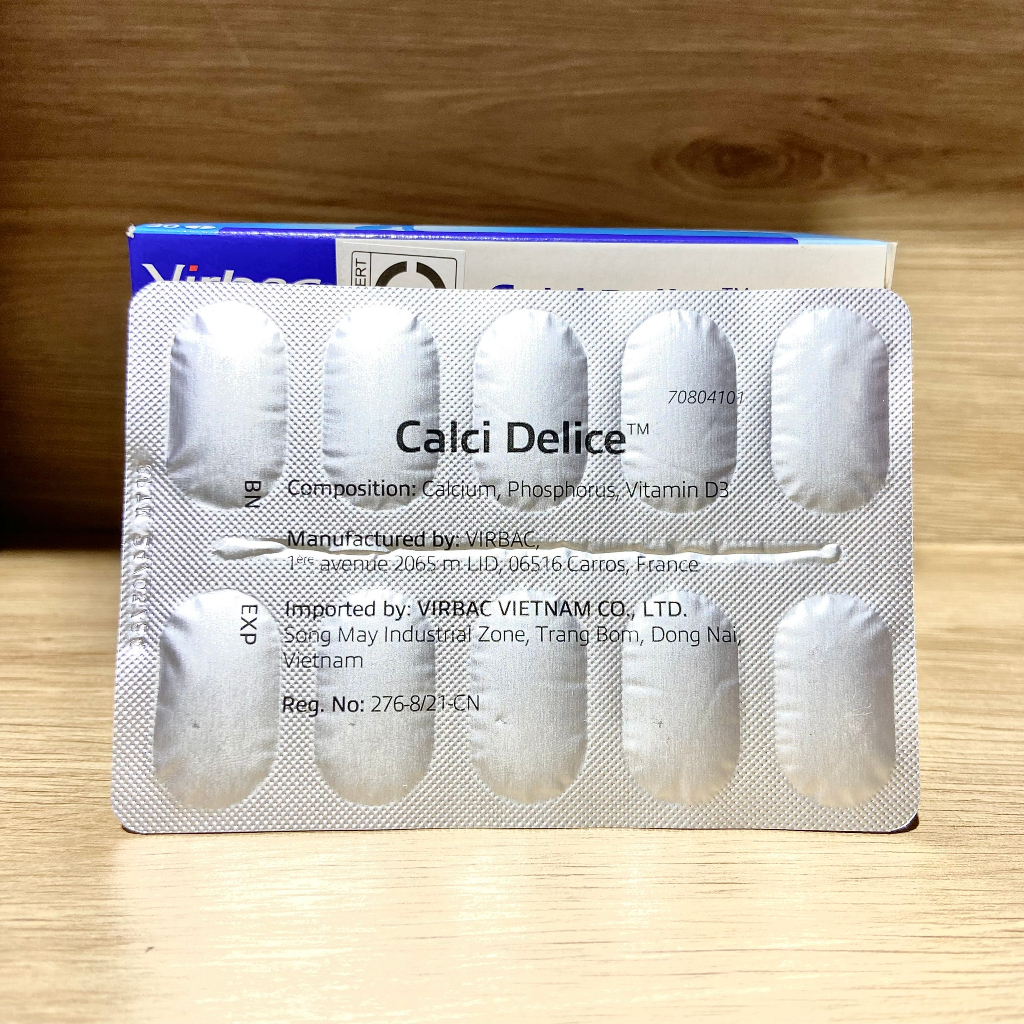 Virbac
70804101
Calci Delice™
Composition: Calcium, Phosphorus, Vitamin D3
BN
Manufactured by: VIRBAC,
1ère avenue 2065 m LID, 06516 Carros, France
EXP
Imported by: VIRBAC VIETNAM CO., LTD.
Song May Industrial Zone, Trang Bom, Dong Nai,
Vietnam
Reg. No: 276-8/21-CN